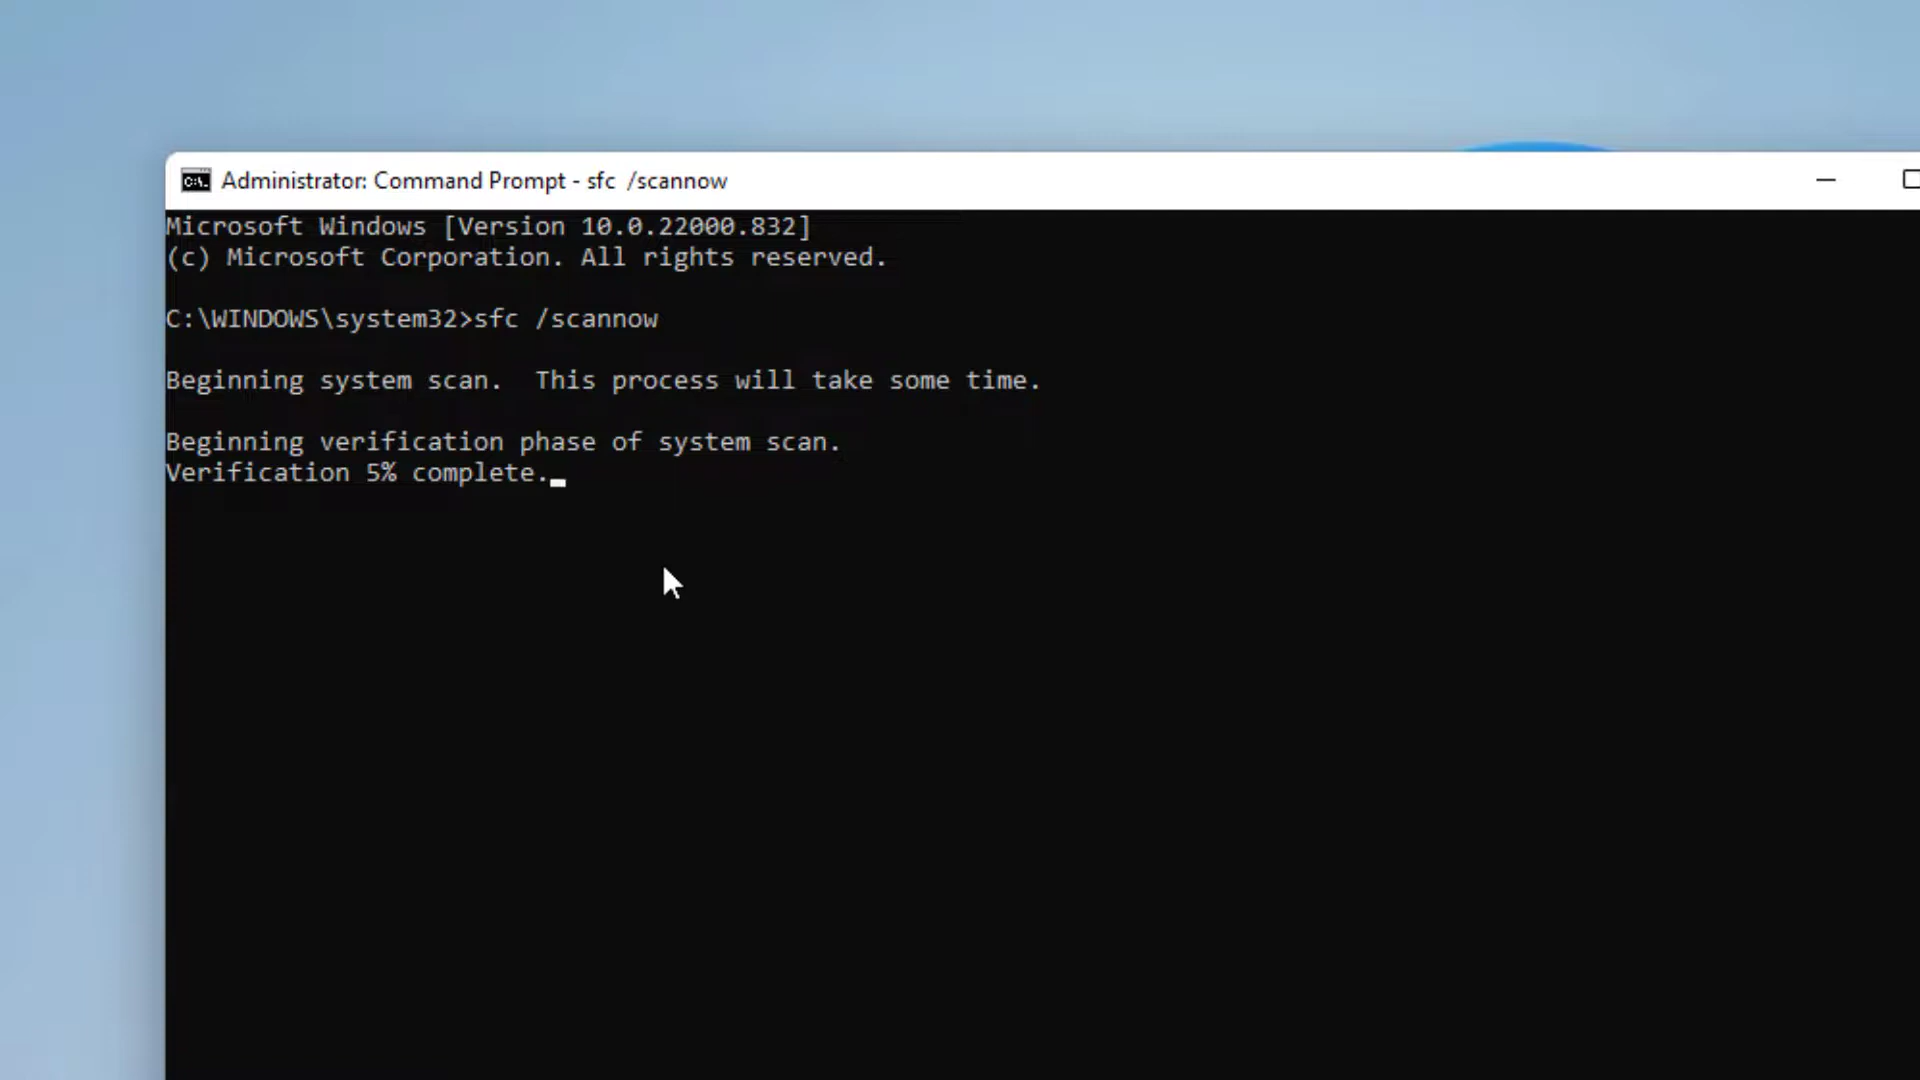 Administrator: Command Prompt - sfc  /scannow
Microsoft Windows [Version 10.0.22000.832]
(c) Microsoft Corporation. All rights reserved.
C:\WINDOWS\system32>sfc /scannow
Beginning system scan.  This process will take some time.
Beginning verification phase of system scan.
Verification 5% complete.